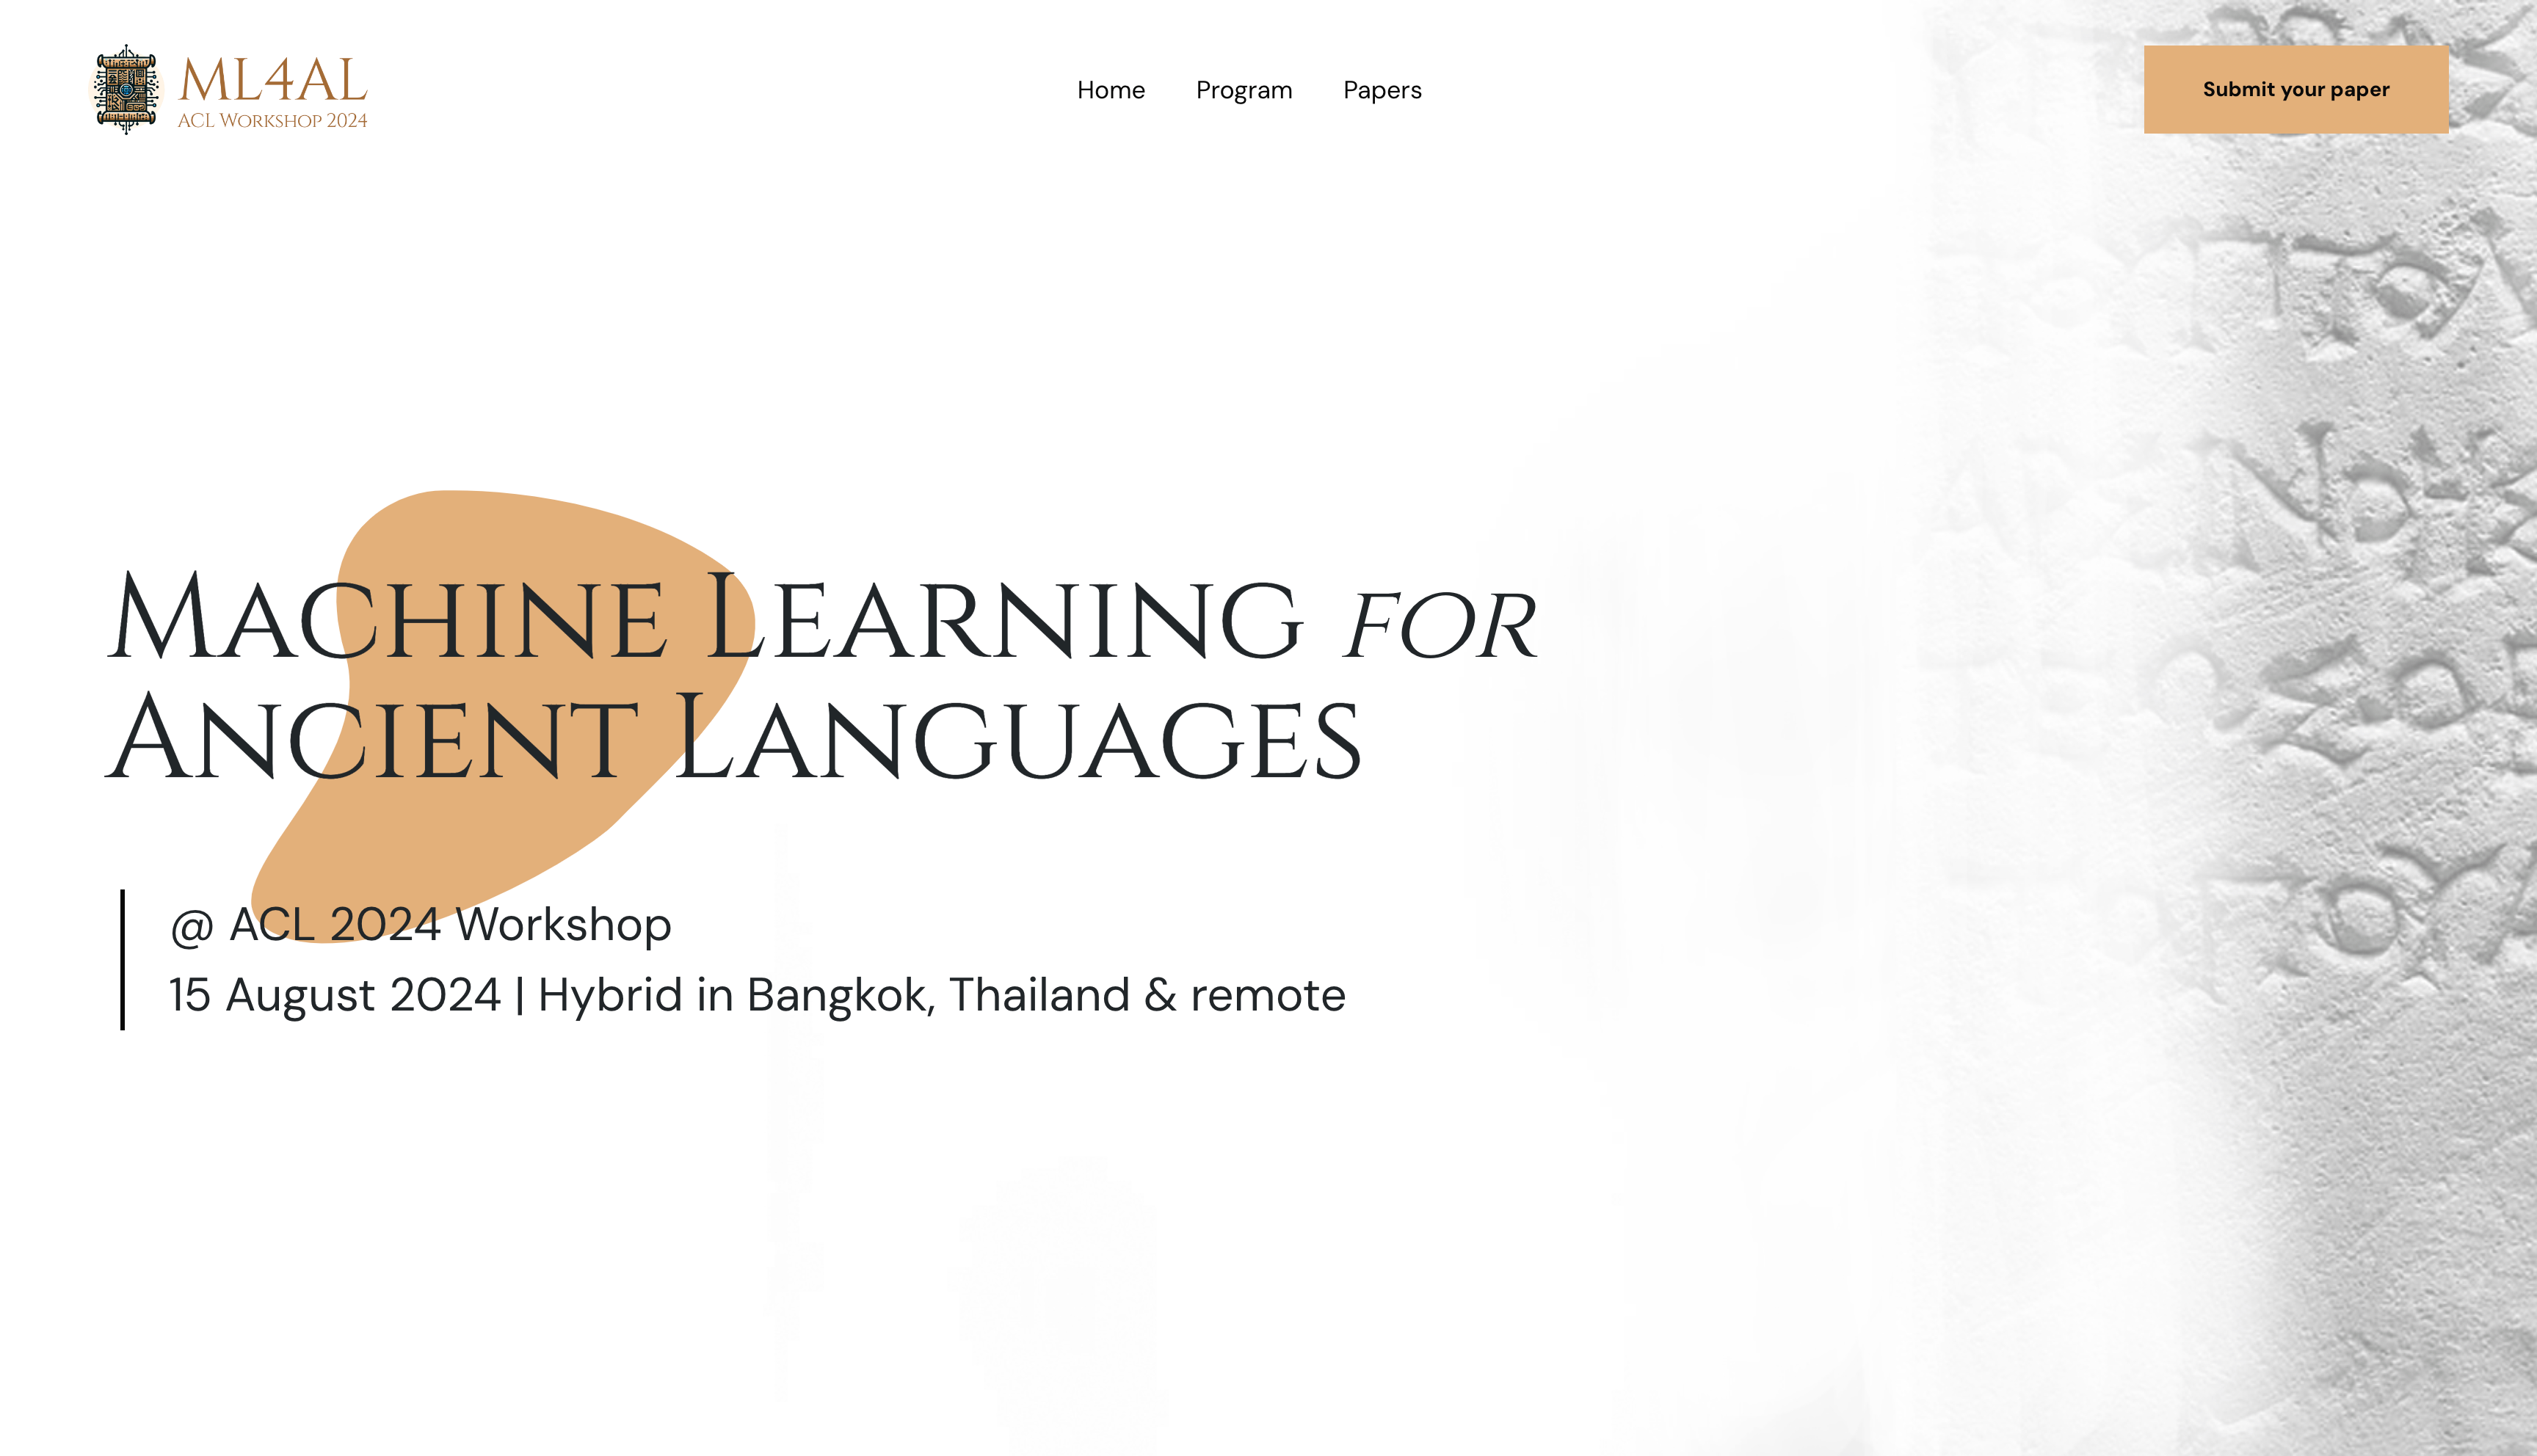 ML4AL
ACL Workshop 2024
Home
Program
Papers
Submit your paper
Machine Learning for
Ancient Languages
@ ACL 2024 Workshop
15 August 2024 | Hybrid in Bangkok, Thailand & remote